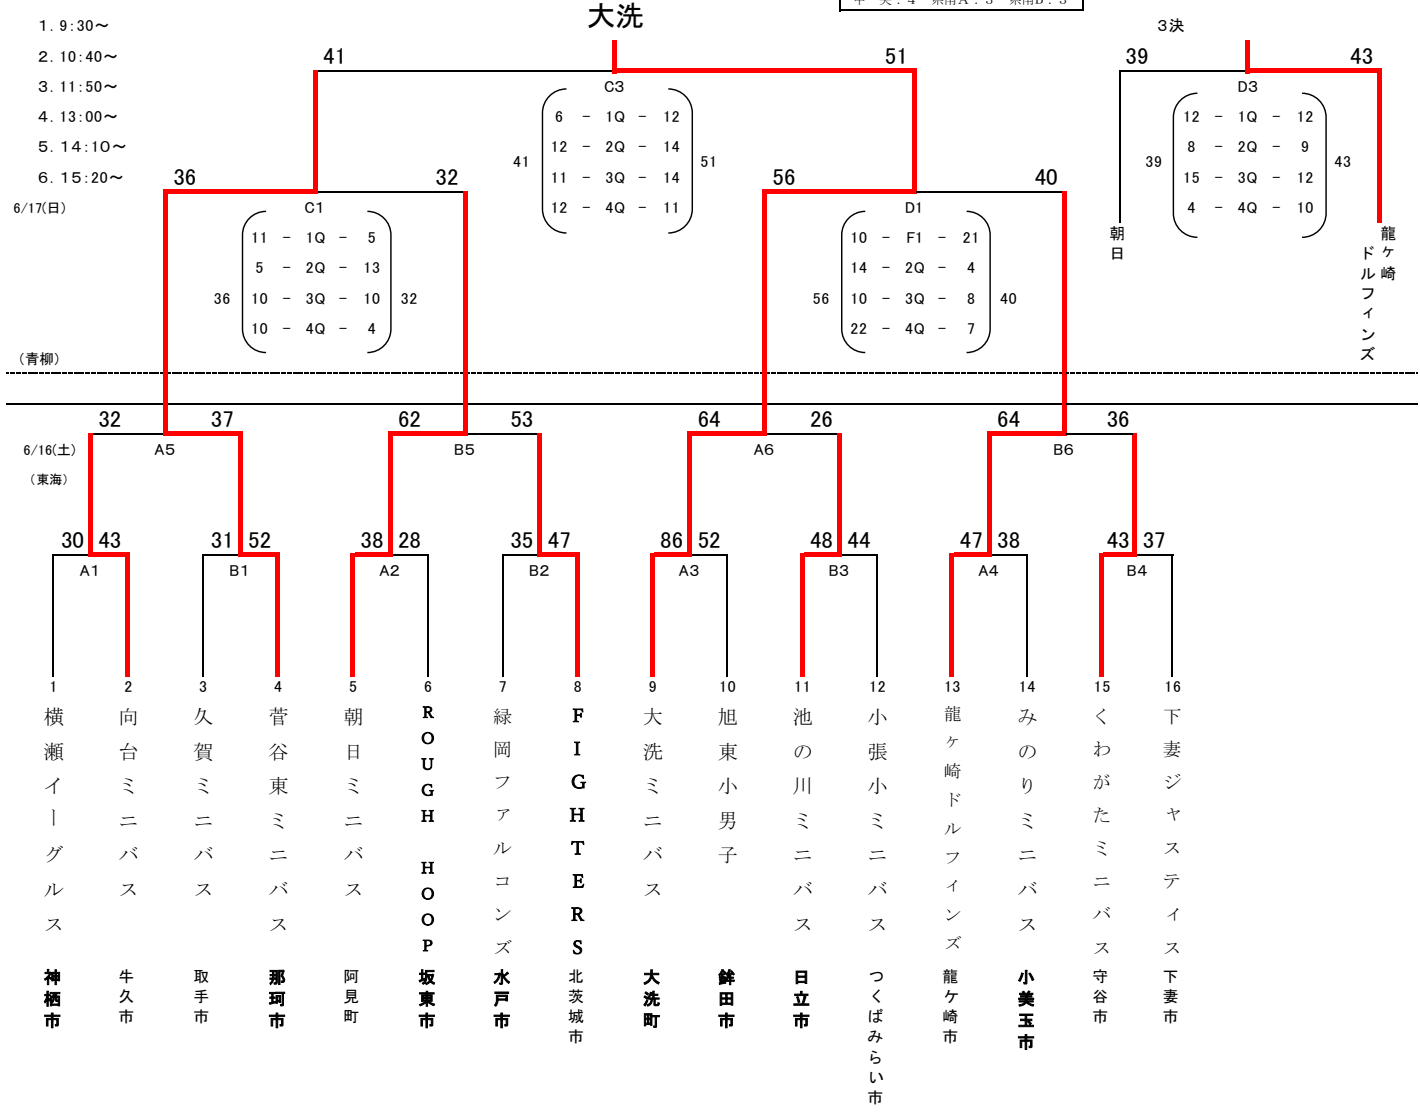 中 央：4 県南A：3 県南B：3
大洗
1. 9:30～
2. 10:40～
3. 11:50～
4. 13:00～
5. 14:10～
6. 15:20～
6/17(日)
（青柳）
3決
41 51
C3
6 - 1Q - 12
12 - 2Q - 14
41 51
11 - 3Q - 14
12 - 4Q - 11
39 43
D3
12 - 1Q - 12
8 - 2Q - 9
39 43
15 - 3Q - 12
4 - 4Q - 10
朝日
龍ヶ崎
ドルフィンズ
36 32
C1
11 - 1Q - 5
5 - 2Q - 13
36 10 - 3Q - 10 32
10 - 4Q - 4
56 40
D1
10 - F1 - 21
14 - 2Q - 4
56 10 - 3Q - 8 40
22 - 4Q - 7
32 37 62 53 64 26 64 36
6/16(土) A5 B5 A6 B6
（東海）
30 43 31 52 38 28 35 47 86 52 48 44 47 38 43 37
A1 B1 A2 B2 A3 B3 A4 B4
1 2 3 4 5 6 7 8 9 10 11 12 13 14 15 16
横瀬イーグルス
向台ミニバス
久賀ミニバス
菅谷東ミニバス
朝日ミニバス
ROUGH HOOP
緑岡ファルコンズ
FIGHTERS
大洗ミニバス
旭東小男子
池の川ミニバス
小張小ミニバス
龍ヶ崎ドルフィンズ
みのりミニバス
くわがたミニバス
下妻ジャスティス
神栖市
牛久市
取手市
那珂市
阿見町
坂東市
水戸市
北茨城市
大洗町
鉾田市
日立市
つくばみらい市
龍ケ崎市
小美玉市
守谷市
下妻市